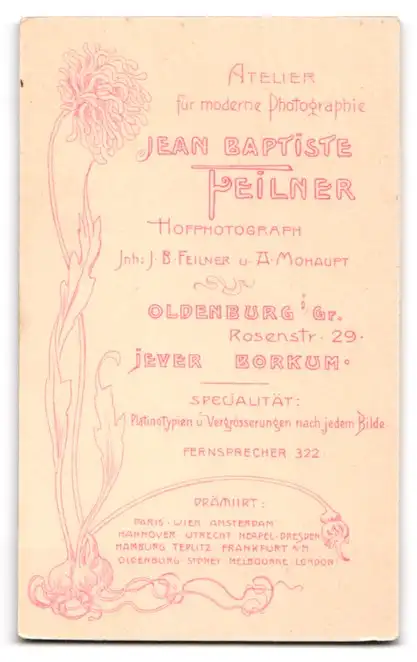 ATELIER
für moderne Photographie
JEAN BAPTISTE
FEILNER
HOFPHOTOGRAPH
Jnh: J. B. FEILNER u. A. MOHAUPT
OLDENBURG i Gr.
Rosenstr. 29.
JEVER BORKUM.
SPECIALITÄT:
Platinotypien u Vergrösserungen nach jedem Bilde
FERNSPRECHER 322
PRÄMIIRT:
PARIS. WIEN AMSTERDAM
HANNOVER UTRECHT NEAPEL-DRESDEN
HAMBURG TEPLITZ FRANKFURT A/M
OLDENBURG SYDNEY MELBOURNE LONDON